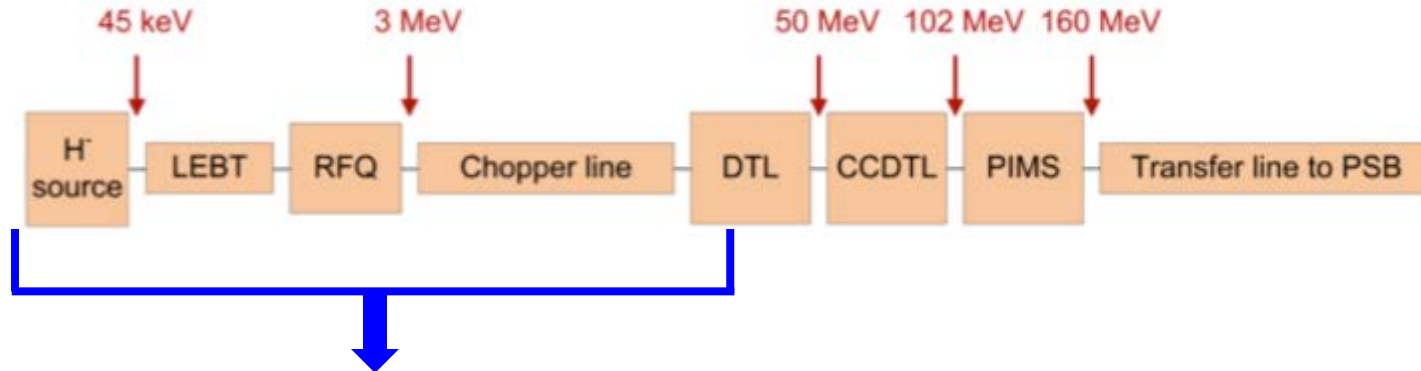 45 keV 3 MeV 50 MeV 102 MeV 160 MeV
H⁻
source
LEBT
RFQ
Chopper line
DTL
CCDTL
PIMS
Transfer line to PSB